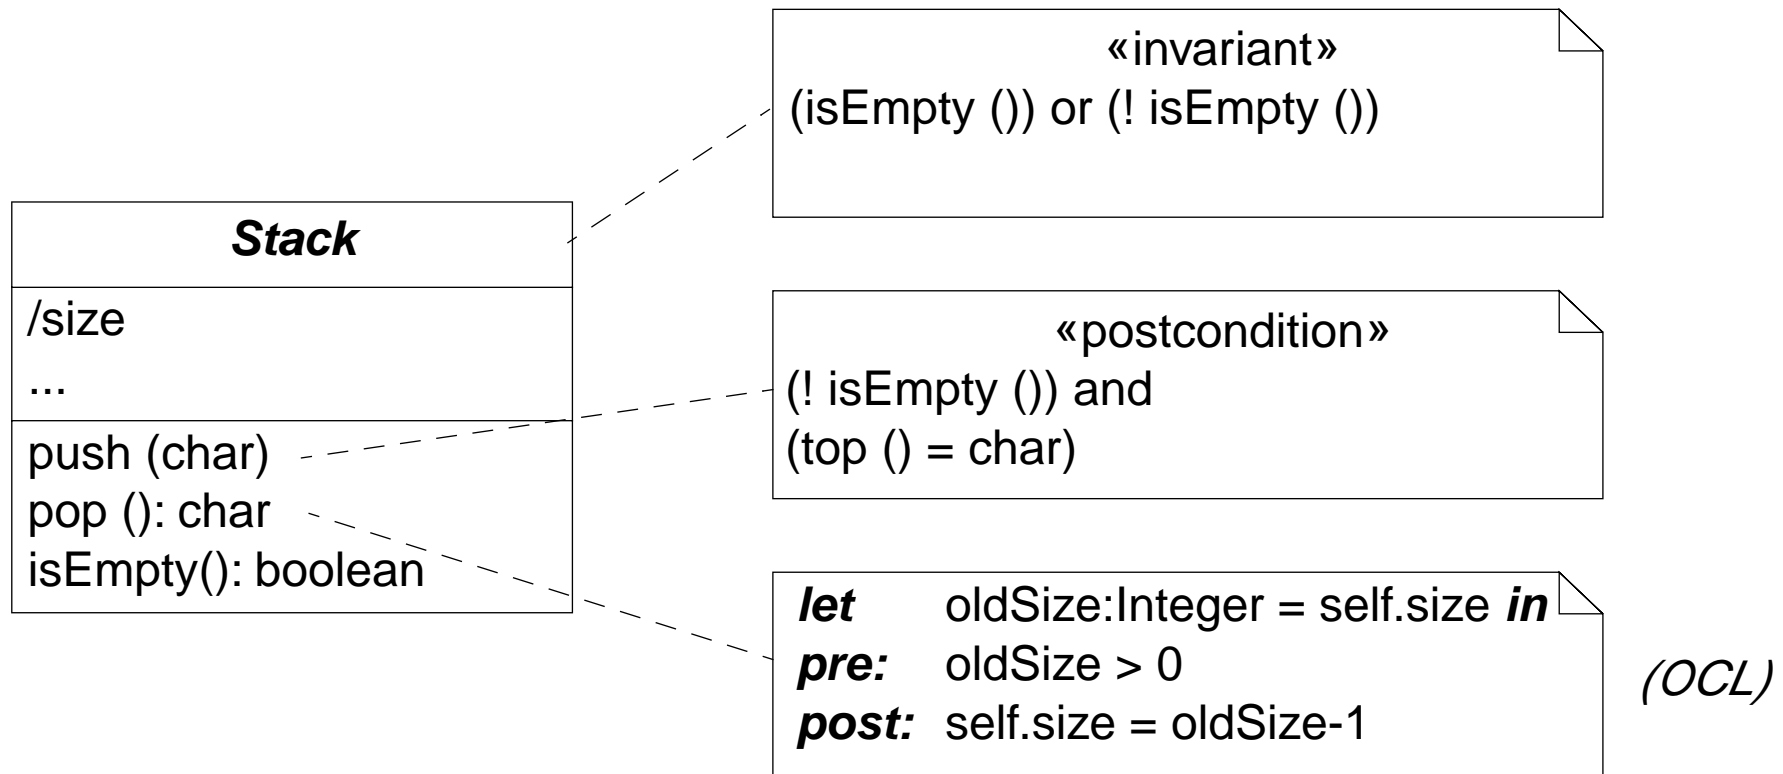 «invariant»
(isEmpty ()) or (! isEmpty ())
Stack
/size
...
push (char)
pop (): char
isEmpty(): boolean
«postcondition»
(! isEmpty ()) and
(top () = char)
let oldSize:Integer = self.size in
pre: oldSize > 0
post: self.size = oldSize-1
(OCL)